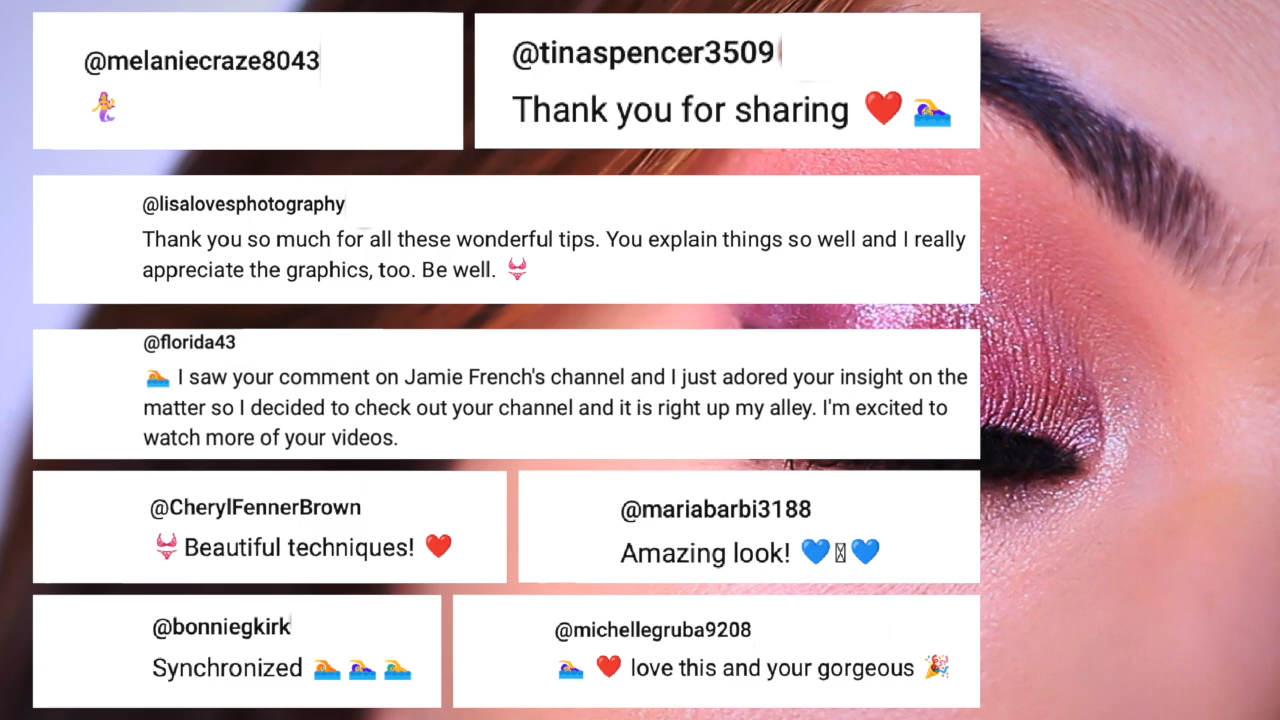 @melaniecraze8043
🧜‍♀️
@tinaspencer3509
Thank you for sharing ❤️ 🏊‍♀️
@lisalovesphotography
Thank you so much for all these wonderful tips. You explain things so well and I really
appreciate the graphics, too. Be well. 👙
@florida43
🏊 I saw your comment on Jamie French's channel and I just adored your insight on the
matter so I decided to check out your channel and it is right up my alley. I'm excited to
watch more of your videos.
@CherylFennerBrown
👙Beautiful techniques! ❤️
@mariabarbi3188
Amazing look! 💙 💙
@bonniegkirk
Synchronized 🏊 🏊‍♀️ 🏊
@michellegruba9208
🏊‍♀️ ❤️ love this and your gorgeous 🎉